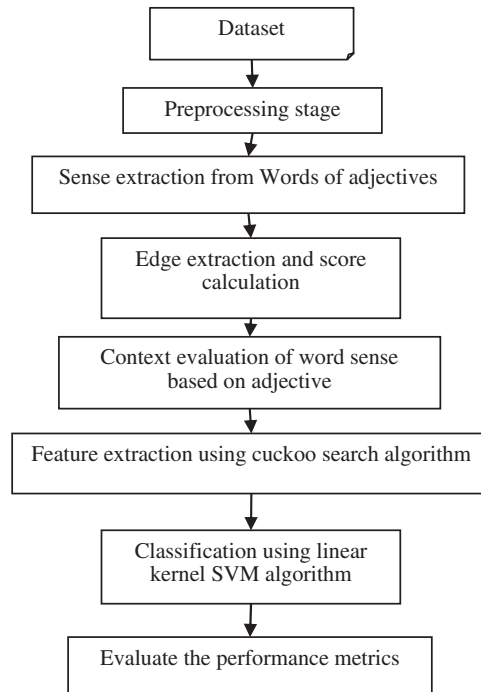 Dataset
Preprocessing stage
Sense extraction from Words of adjectives
Edge extraction and score
calculation
Context evaluation of word sense
based on adjective
Feature extraction using cuckoo search algorithm
Classification using linear
kernel SVM algorithm
Evaluate the performance metrics